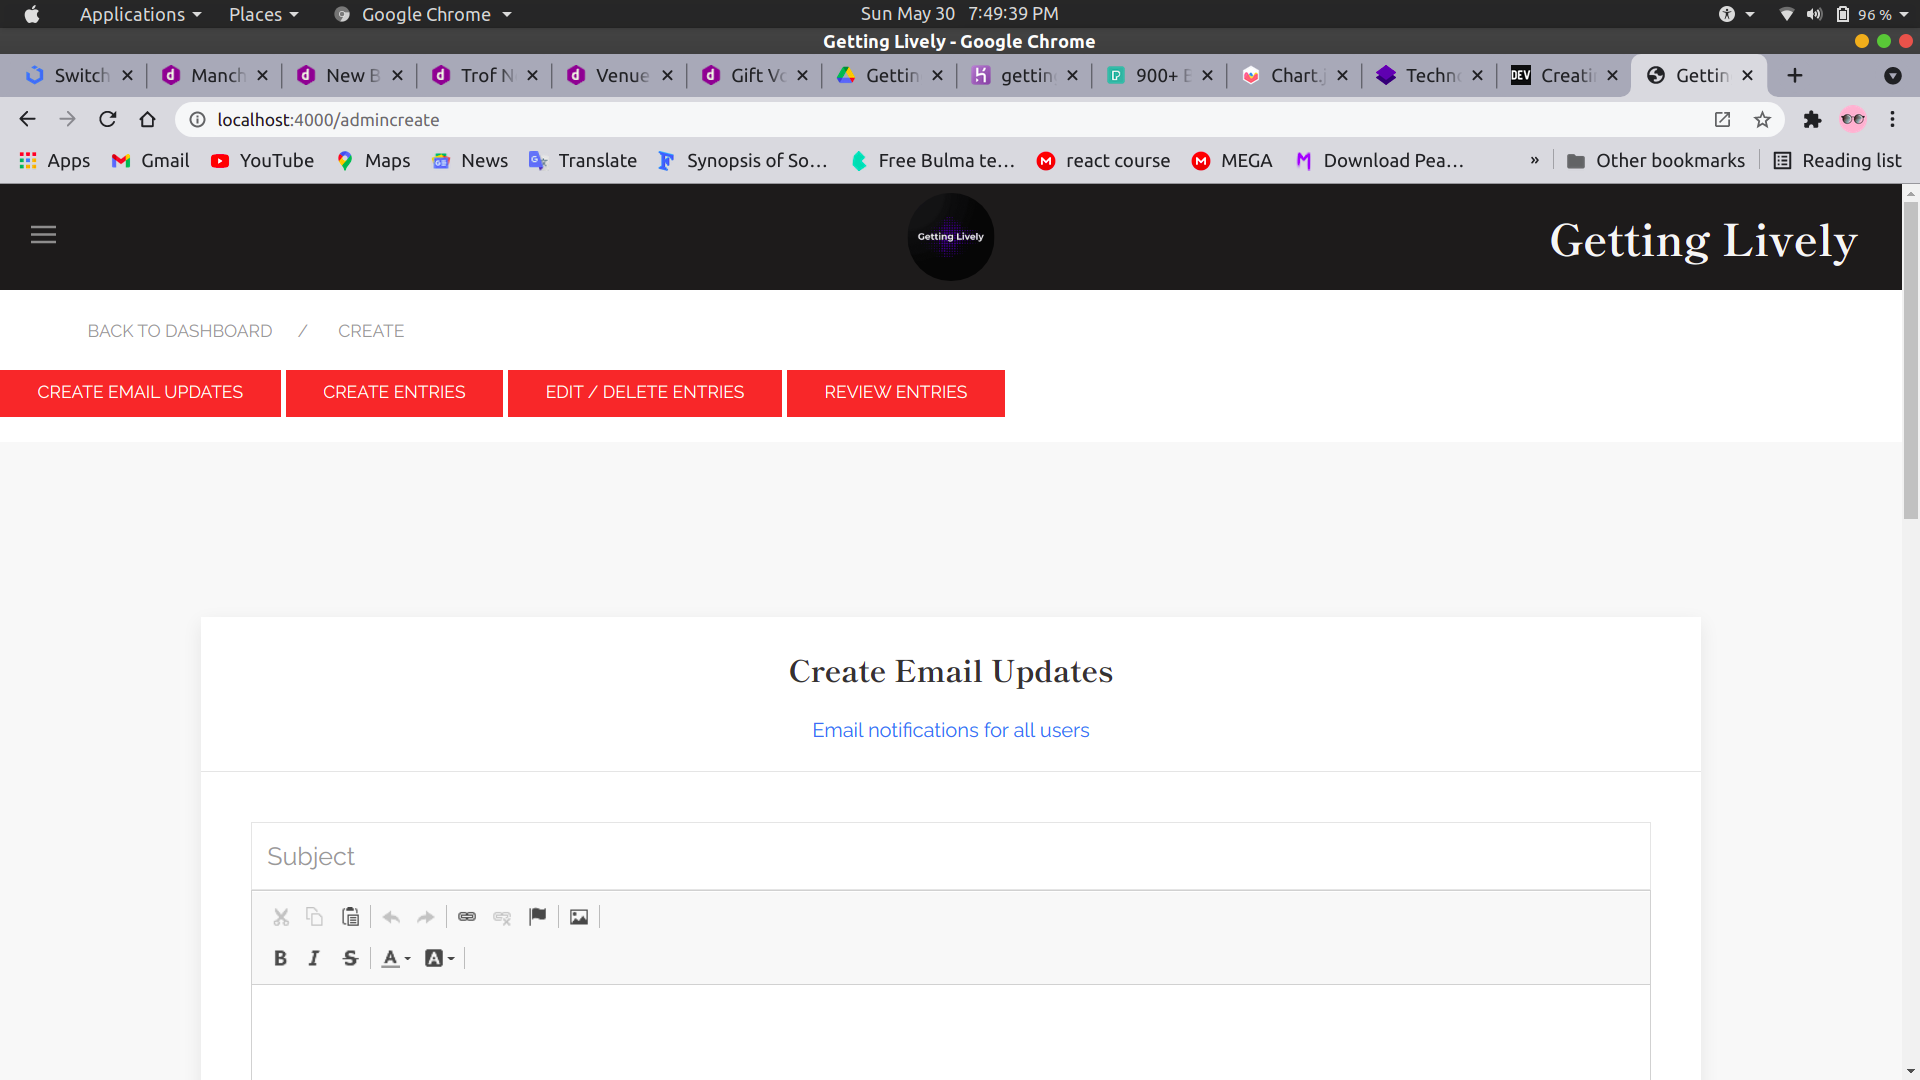 Applications Places Google Chrome Sun May 30 7:49:39 PM 96 %
Getting Lively - Google Chrome
Switch Manch New B Trof N Venue Gift Vo Gettin gettin 900+ E Chart.j Techno DEV Creati Gettin
localhost:4000/admincreate
Apps Gmail YouTube Maps News Translate Synopsis of So... Free Bulma te... react course MEGA Download Pea... » Other bookmarks Reading list
Getting Lively
Getting Lively
BACK TO DASHBOARD / CREATE
CREATE EMAIL UPDATES CREATE ENTRIES EDIT / DELETE ENTRIES REVIEW ENTRIES
Create Email Updates
Email notifications for all users
Subject
B I S A A